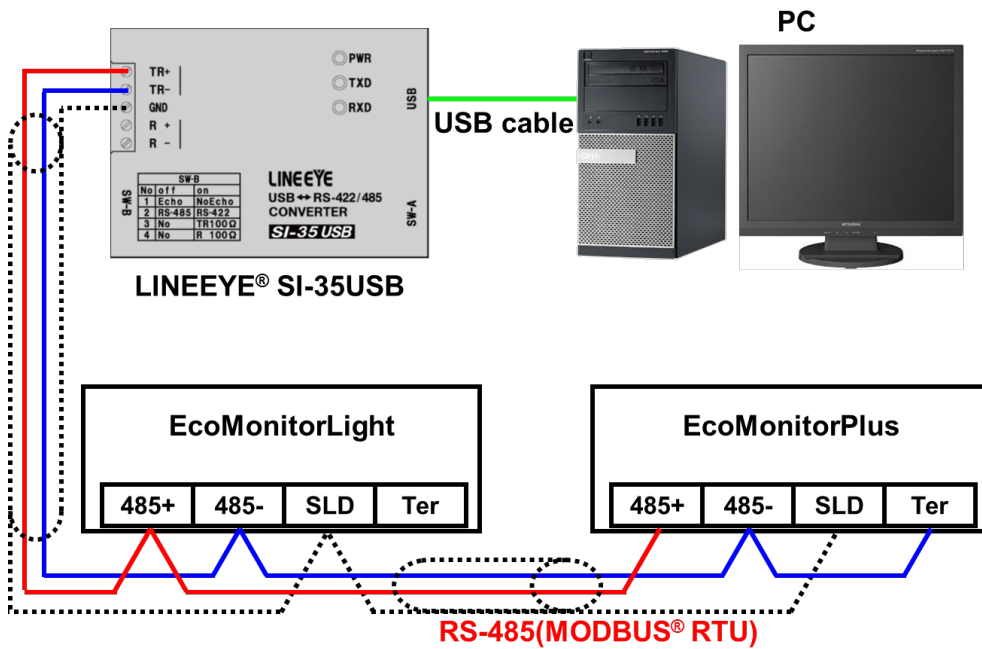 PC
TR+
TR-
GND
R +
R -
PWR
TXD
RXD
USB
USB cable
SW-B
SW-B
No off on
1 Echo NoEcho
2 RS-485 RS-422
3 No TR100Ω
4 No R 100Ω
LINEEYE
USB↔RS-422/485
CONVERTER
SI-35 USB
SW-A
LINEEYE® SI-35USB
EcoMonitorLight
485+ 485- SLD Ter
EcoMonitorPlus
485+ 485- SLD Ter
RS-485(MODBUS® RTU)